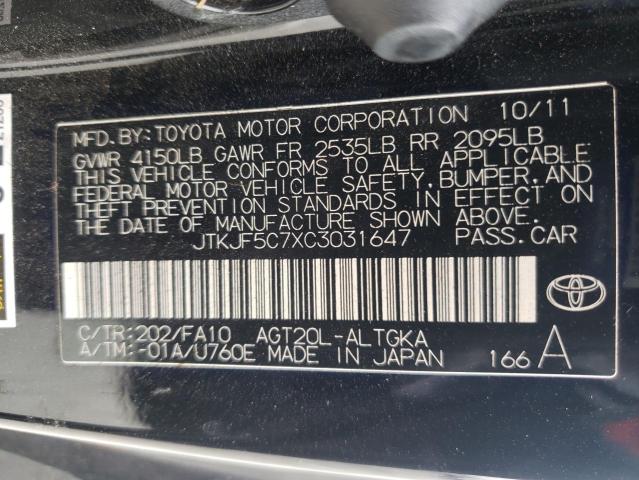 MFD. BY: TOYOTA MOTOR CORPORATION 10/11
GVWR 4150LB GAWR FR 2535LB RR 2095LB
THIS VEHICLE CONFORMS TO ALL APPLICABLE
FEDERAL MOTOR VEHICLE SAFETY, BUMPER, AND
THEFT PREVENTION STANDARDS IN EFFECT ON
THE DATE OF MANUFACTURE SHOWN ABOVE.
JTKJF5C7XC3031647 PASS. CAR
C/TR: 202/FA10 AGT20L-ALTGKA
A/TM: -01A/U760E MADE IN JAPAN 166 A